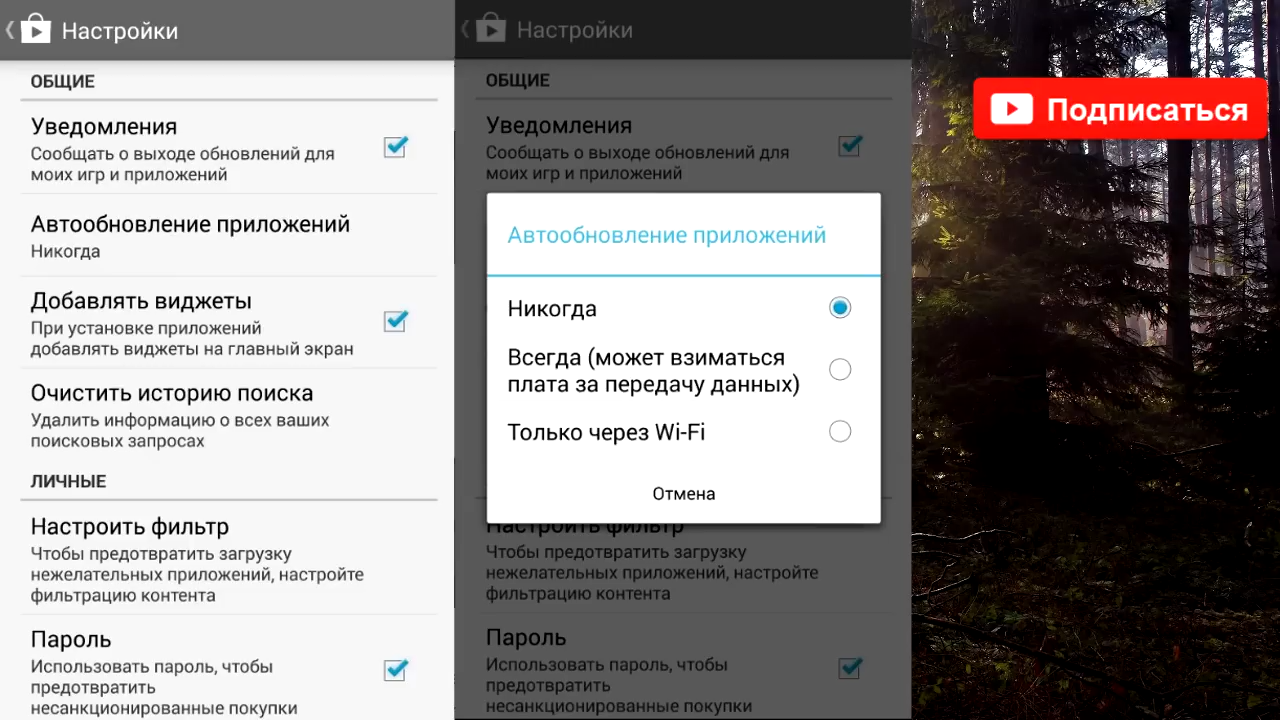 Настройки
ОБЩИЕ
Уведомления
Сообщать о выходе обновлений для
моих игр и приложений
Автообновление приложений
Никогда
Добавлять виджеты
При установке приложений
добавлять виджеты на главный экран
Очистить историю поиска
Удалить информацию о всех ваших
поисковых запросах
ЛИЧНЫЕ
Настроить фильтр
Чтобы предотвратить загрузку
нежелательных приложений, настройте
фильтрацию контента
Пароль
Использовать пароль, чтобы
предотвратить
несанкционированные покупки
Настройки
ОБЩИЕ
Уведомления
Сообщать о выходе обновлений для
моих игр и приложений
Автообновление приложений
Никогда
Всегда (может взиматься
плата за передачу данных)
Только через Wi-Fi
Отмена
Настроить фильтр
Чтобы предотвратить загрузку
нежелательных приложений, настройте
фильтрацию контента
Пароль
Использовать пароль, чтобы
предотвратить
несанкционированные покупки
Подписаться